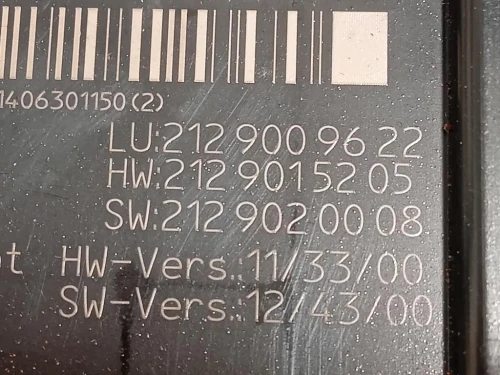 1406301150(2)
LU:212 900 96 22
HW:212 901 52 05
SW:212 902 00 08
ot HW-Vers.:11/33/00
SW-Vers.:12/43/00